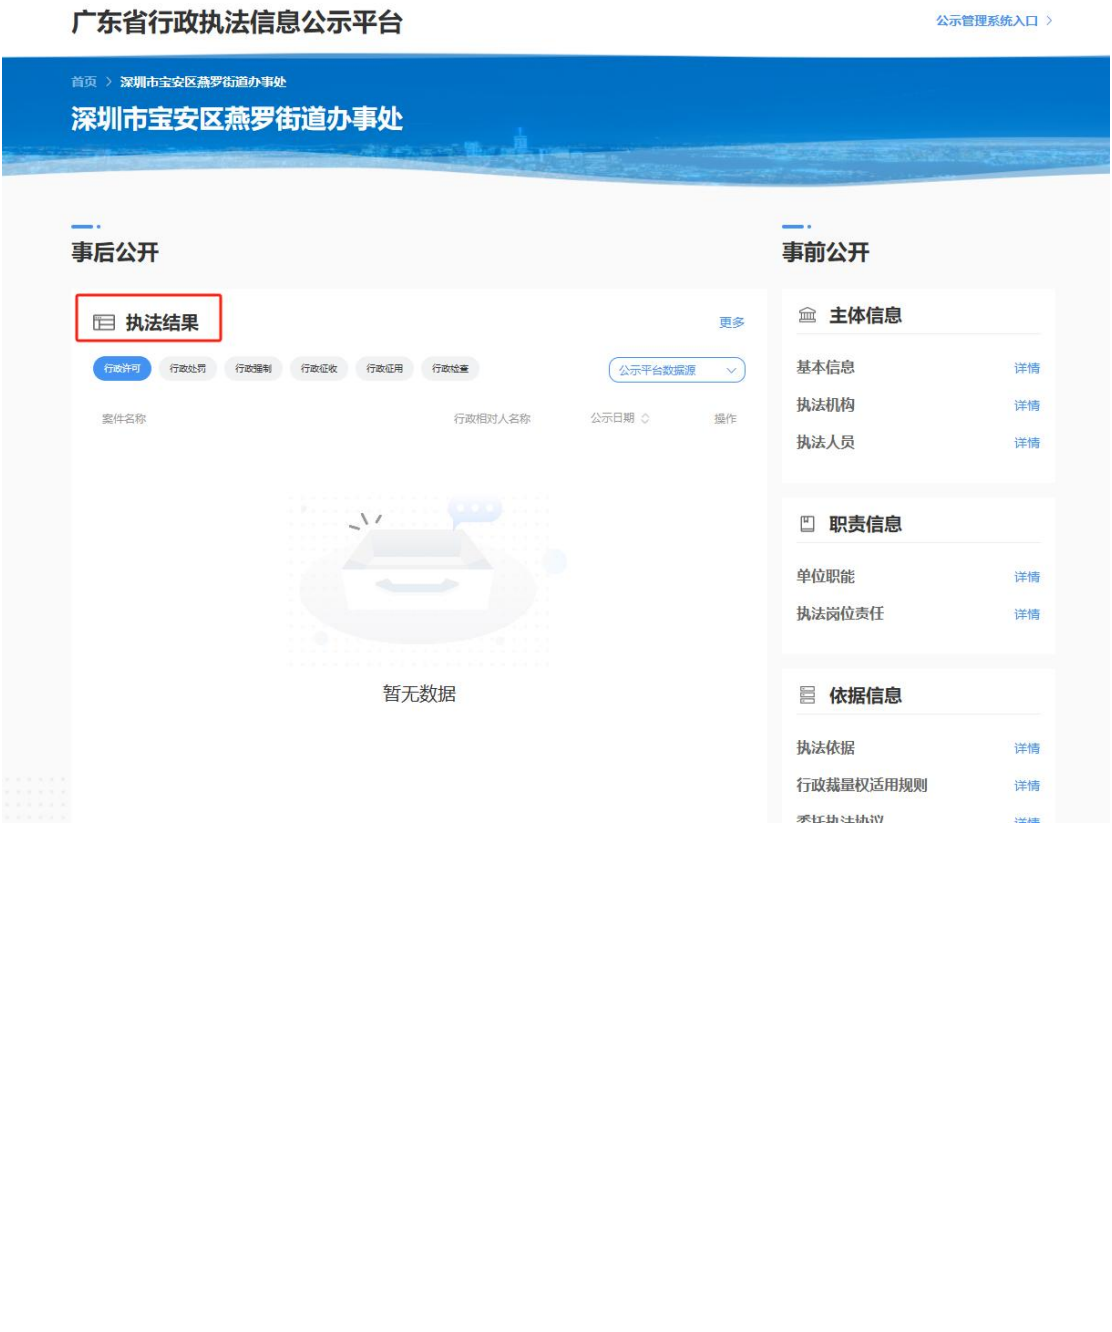 广东省行政执法信息公示平台
公示管理系统入口 〉
首页 〉 深圳市宝安区燕罗街道办事处
深圳市宝安区燕罗街道办事处
事后公开
执法结果
更多
行政许可 行政处罚 行政强制 行政征收 行政征用 行政检查
公示平台数据源
案件名称 行政相对人名称 公示日期 操作
暂无数据
事前公开
主体信息
基本信息 详情
执法机构 详情
执法人员 详情
职责信息
单位职能 详情
执法岗位责任 详情
依据信息
执法依据 详情
行政裁量权适用规则 详情
委托执法协议 详情